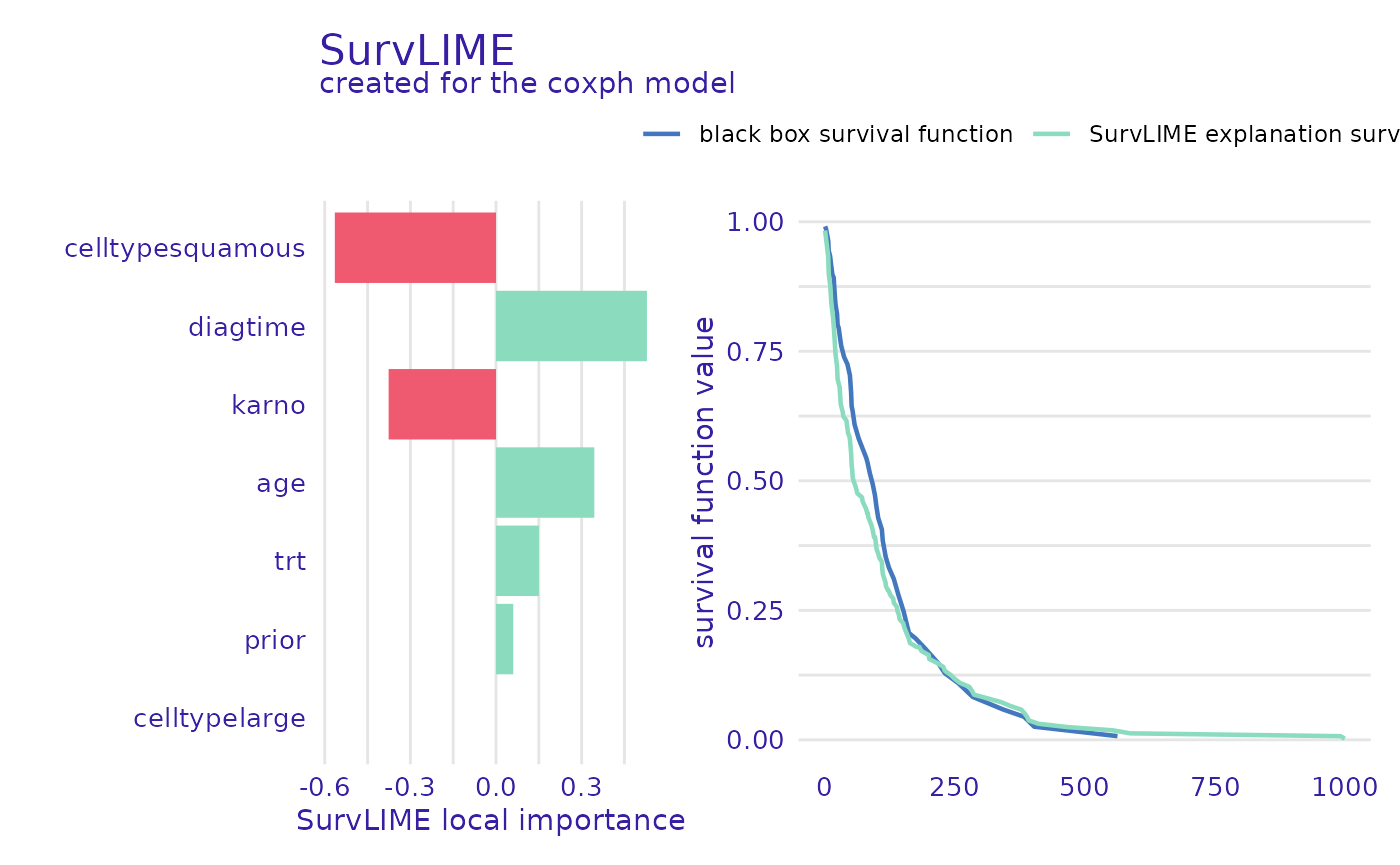 SurvLIME
created for the coxph model
black box survival function
SurvLIME explanation surv
celltypesquamous
diagtime
karno
age
trt
prior
celltypelarge
-0.6 -0.3 0.0 0.3
SurvLIME local importance
survival function value
1.00
0.75
0.50
0.25
0.00
0 250 500 750 1000